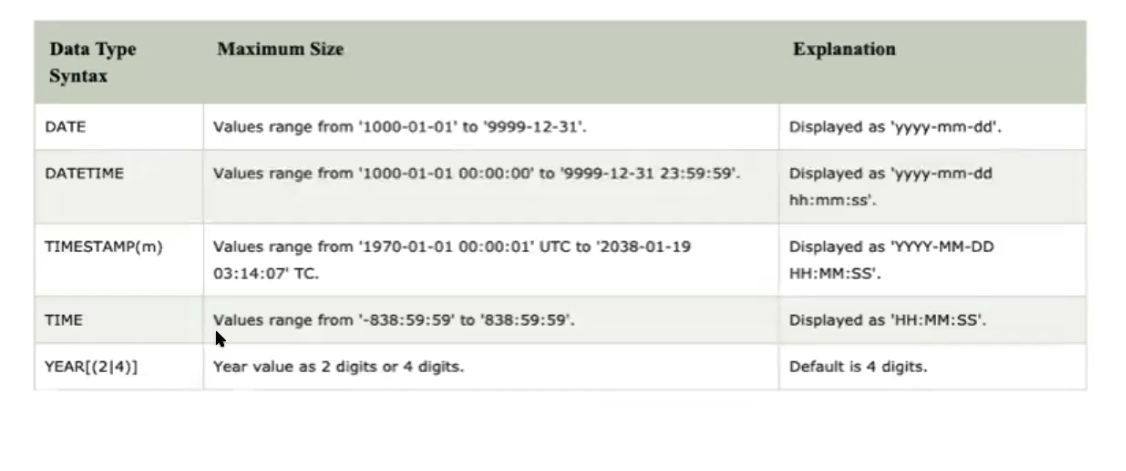 Data Type Syntax Maximum Size Explanation
DATE Values range from '1000-01-01' to '9999-12-31'. Displayed as 'yyyy-mm-dd'.
DATETIME Values range from '1000-01-01 00:00:00' to '9999-12-31 23:59:59'. Displayed as 'yyyy-mm-dd
hh:mm:ss'.
TIMESTAMP(m) Values range from '1970-01-01 00:00:01' UTC to '2038-01-19 Displayed as 'YYYY-MM-DD
03:14:07' TC. HH:MM:SS'.
TIME Values range from '-838:59:59' to '838:59:59'. Displayed as 'HH:MM:SS'.
YEAR[(2|4)] Year value as 2 digits or 4 digits. Default is 4 digits.